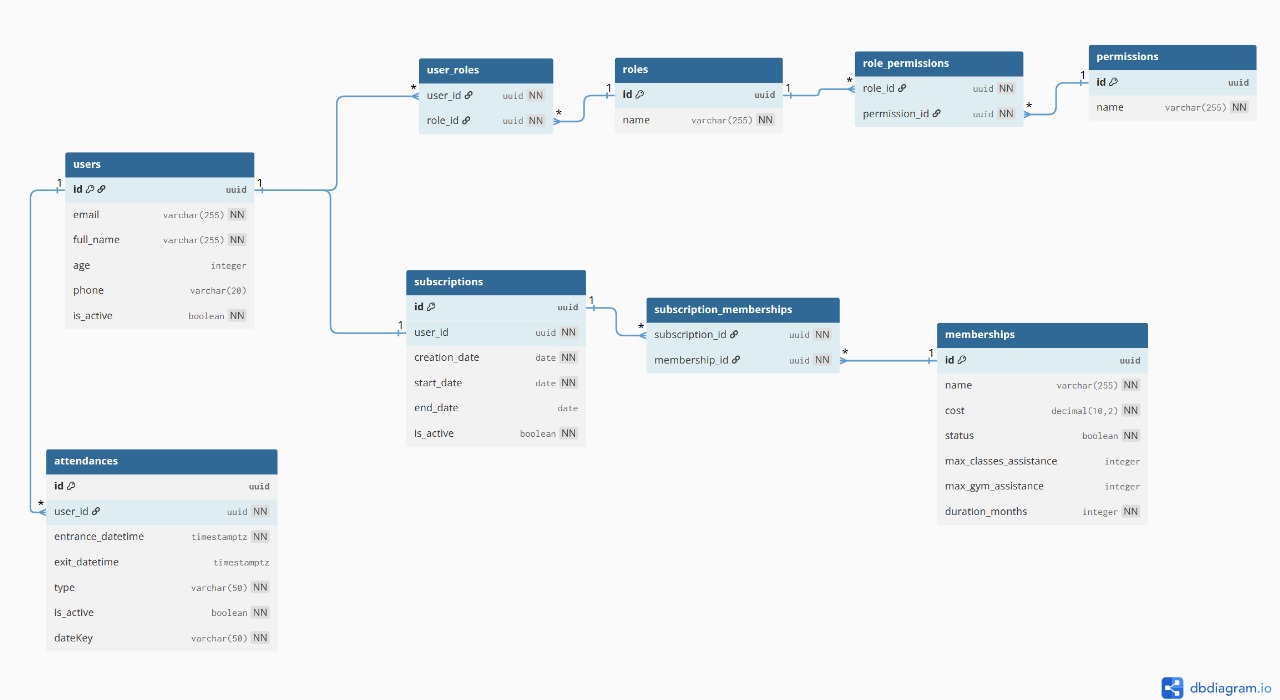 user_roles
user_id uuid NN
role_id uuid NN
roles
id uuid
name varchar(255) NN
role_permissions
role_id uuid NN
permission_id uuid NN
permissions
id uuid
name varchar(255) NN
* * 1 1 * * 1
users
id uuid
email varchar(255) NN
full_name varchar(255) NN
age integer
phone varchar(20)
is_active boolean NN
1 1
subscriptions
id uuid
user_id uuid NN
creation_date date NN
start_date date NN
end_date date
is_active boolean NN
1 1
subscription_memberships
subscription_id uuid NN
membership_id uuid NN
* *
memberships
id uuid
name varchar(255) NN
cost decimal(10,2) NN
status boolean NN
max_classes_assistance integer
max_gym_assistance integer
duration_months integer NN
1
attendances
id uuid
user_id uuid NN
entrance_datetime timestamptz NN
exit_datetime timestamptz
type varchar(50) NN
is_active boolean NN
dateKey varchar(50) NN
*
dbdiagram.io